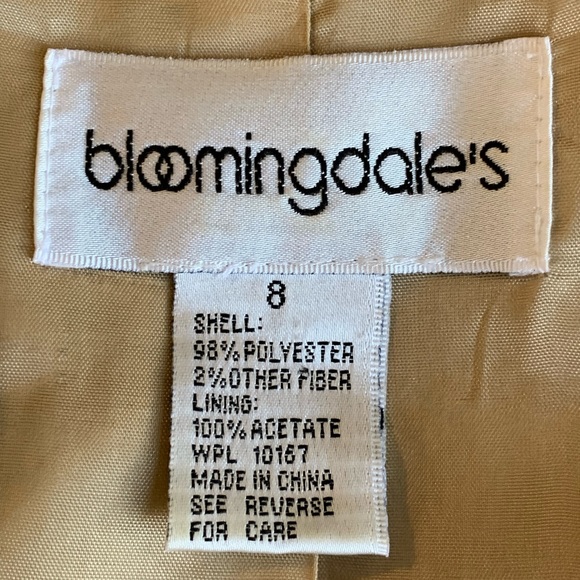 bloomingdale's
8
SHELL:
98% POLYESTER
2% OTHER FIBER
LINING:
100% ACETATE
WPL 10167
MADE IN CHINA
SEE REVERSE
FOR CARE